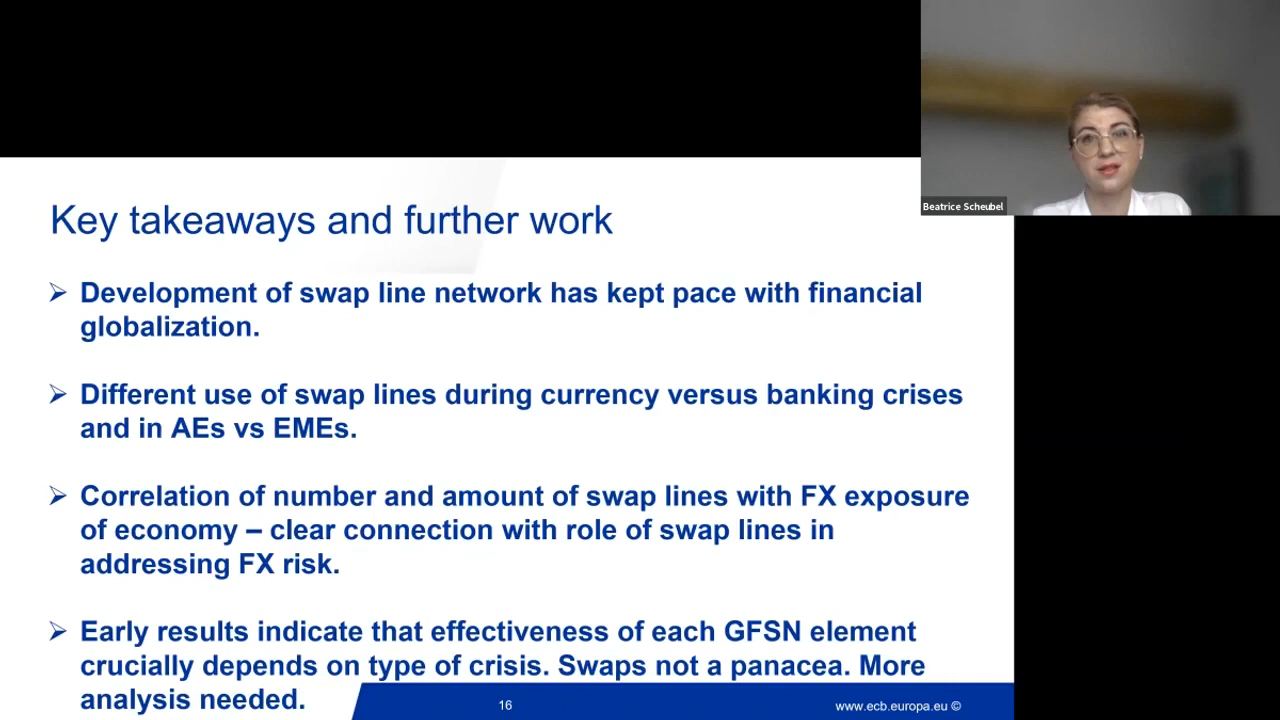 Beatrice Scheubel
Key takeaways and further work
➢ Development of swap line network has kept pace with financial
globalization.
➢ Different use of swap lines during currency versus banking crises
and in AEs vs EMEs.
➢ Correlation of number and amount of swap lines with FX exposure
of economy – clear connection with role of swap lines in
addressing FX risk.
➢ Early results indicate that effectiveness of each GFSN element
crucially depends on type of crisis. Swaps not a panacea. More
analysis needed.
16
www.ecb.europa.eu ©